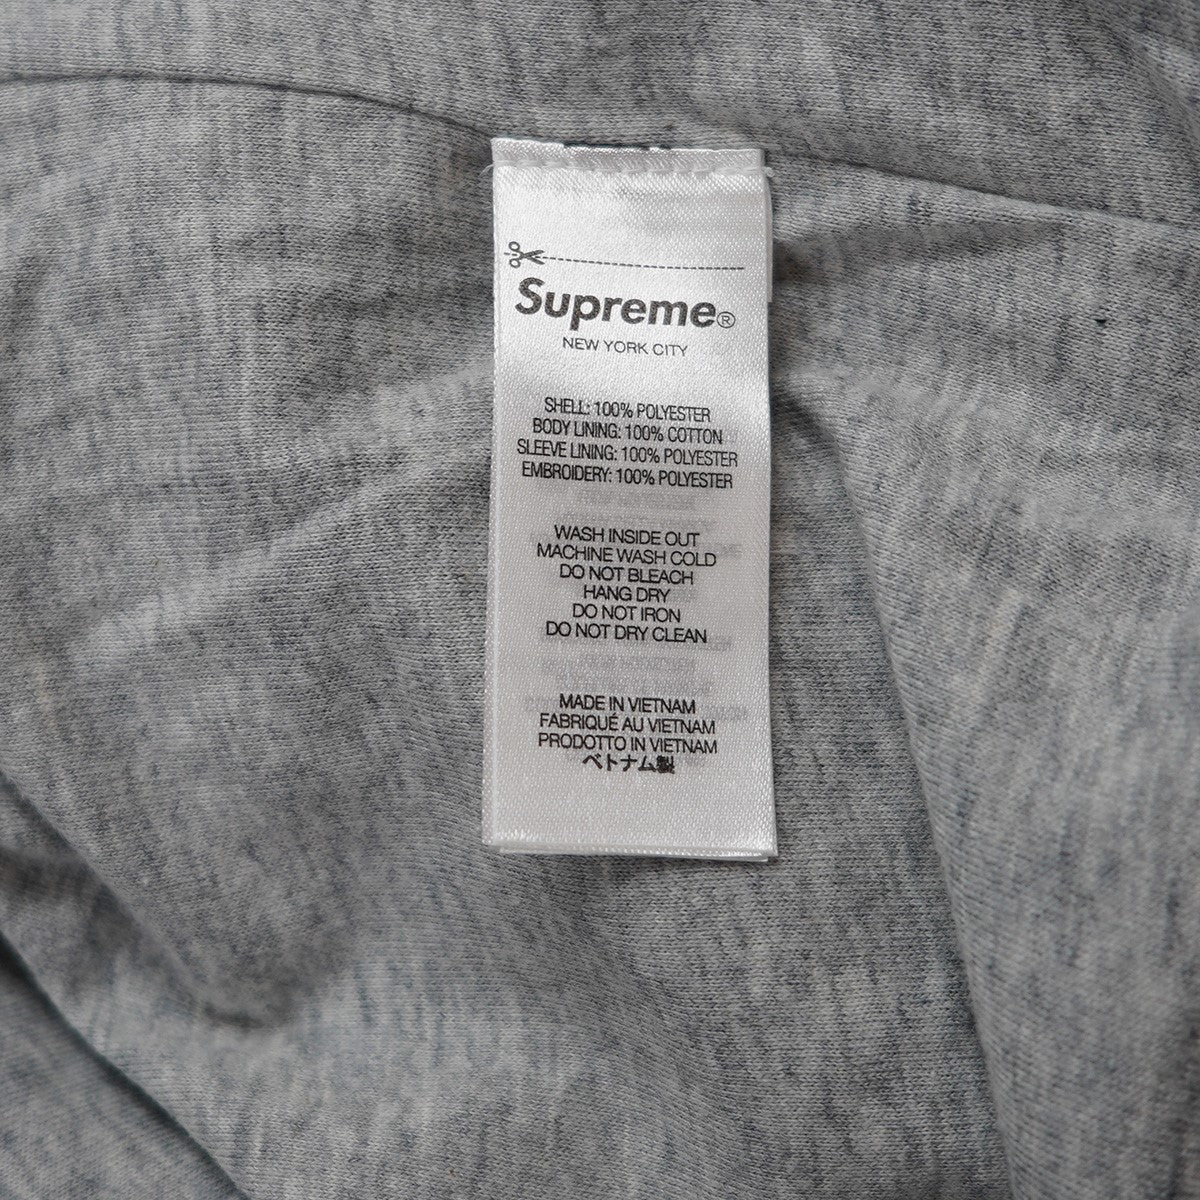 Supreme®
NEW YORK CITY
SHELL: 100% POLYESTER
BODY LINING: 100% COTTON
SLEEVE LINING: 100% POLYESTER
EMBROIDERY: 100% POLYESTER
WASH INSIDE OUT
MACHINE WASH COLD
DO NOT BLEACH
HANG DRY
DO NOT IRON
DO NOT DRY CLEAN
MADE IN VIETNAM
FABRIQUÉ AU VIETNAM
PRODOTTO IN VIETNAM
ベトナム製